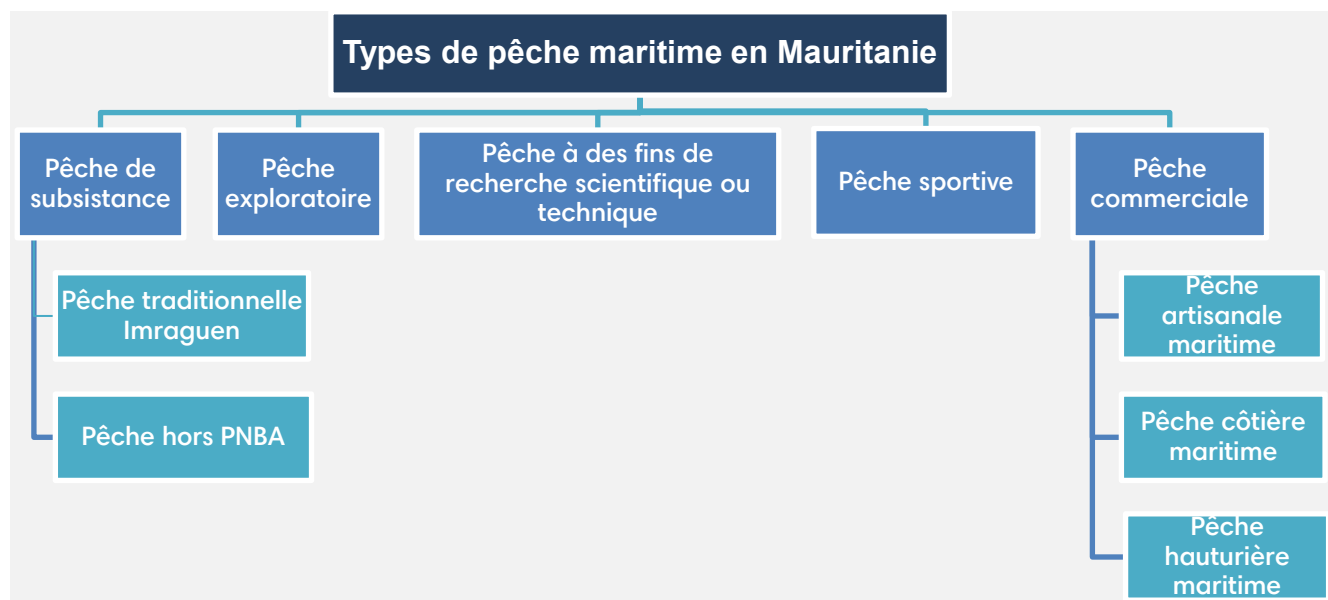 Types de pêche maritime en Mauritanie
Pêche de
subsistance
Pêche
exploratoire
Pêche à des fins de
recherche scientifique ou
technique
Pêche sportive
Pêche
commerciale
Pêche traditionnelle
Imraguen
Pêche hors PNBA
Pêche
artisanale
maritime
Pêche côtière
maritime
Pêche
hauturière
maritime